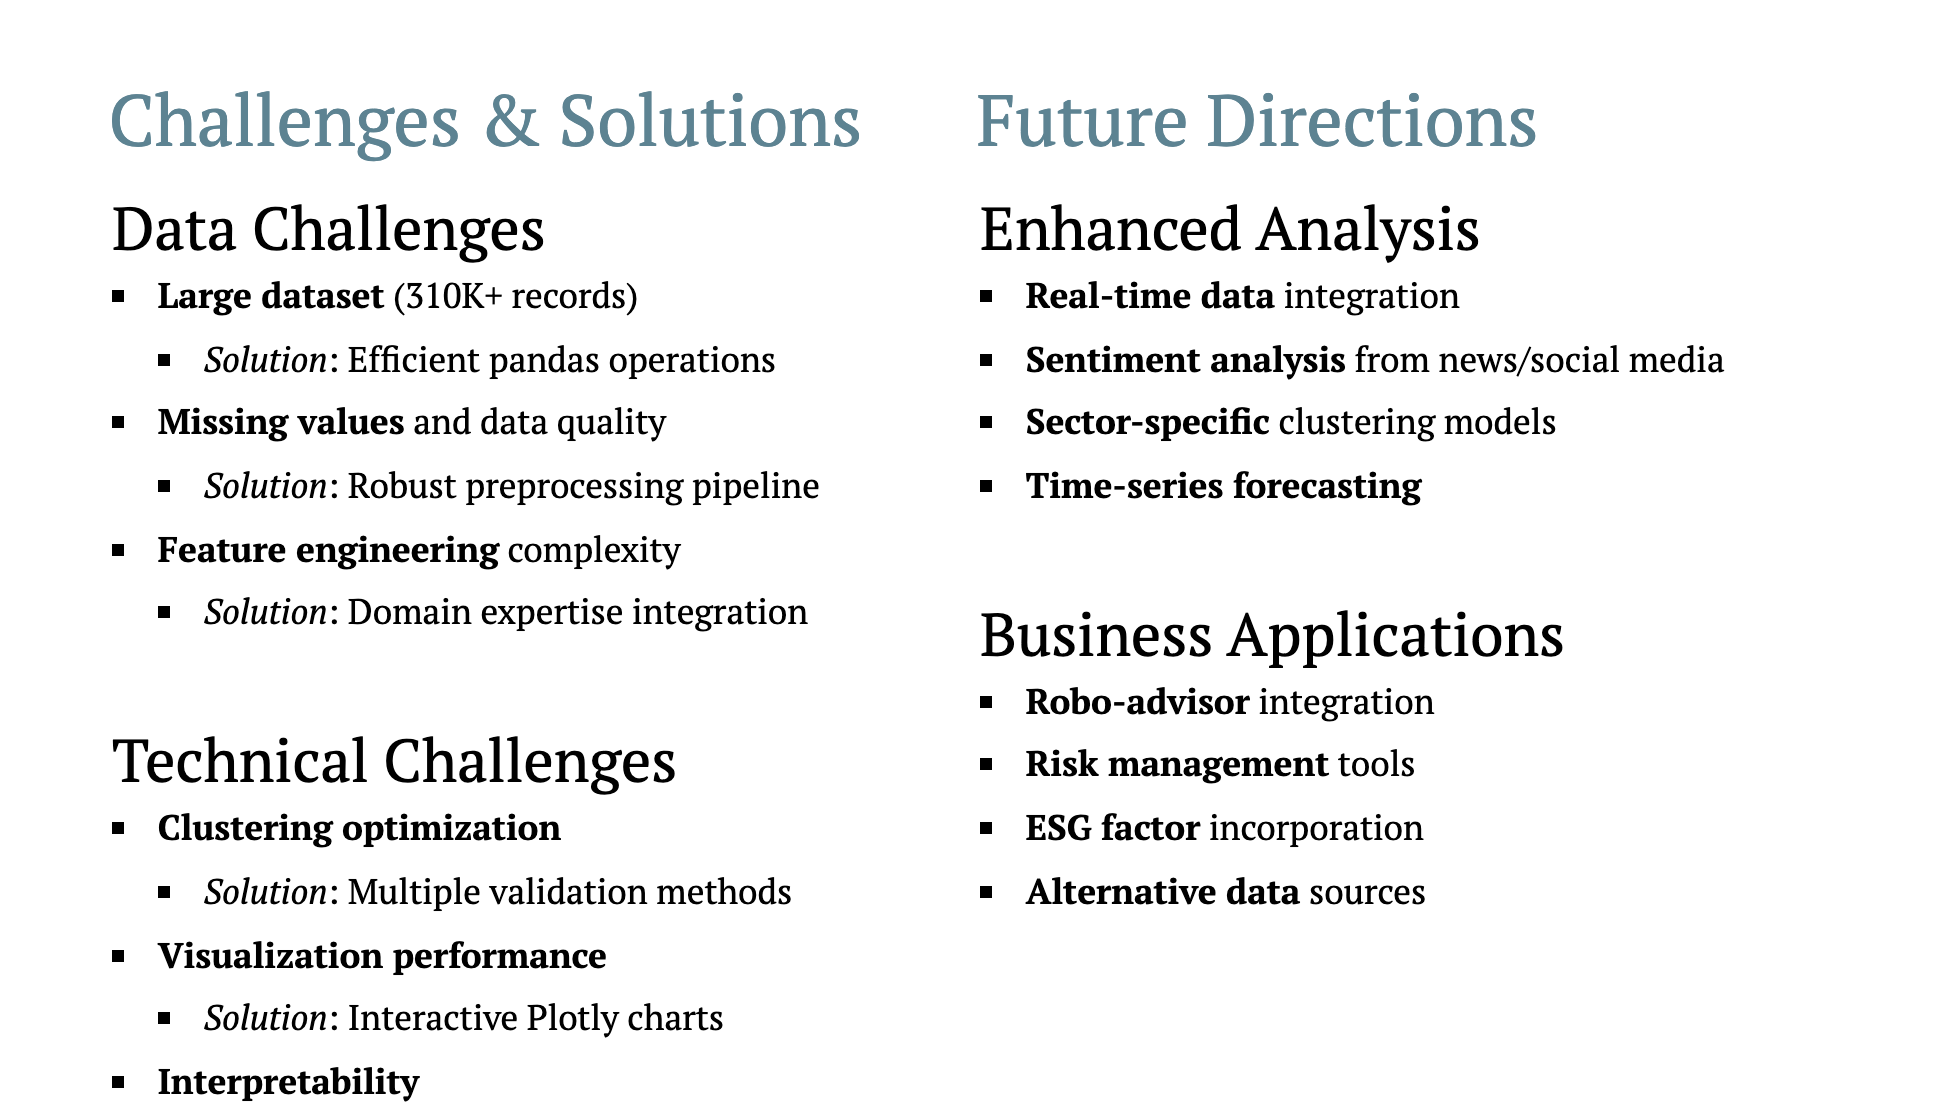 Challenges & Solutions
Data Challenges
Large dataset (310K+ records)
Solution: Efficient pandas operations
Missing values and data quality
Solution: Robust preprocessing pipeline
Feature engineering complexity
Solution: Domain expertise integration
Technical Challenges
Clustering optimization
Solution: Multiple validation methods
Visualization performance
Solution: Interactive Plotly charts
Interpretability
Future Directions
Enhanced Analysis
Real-time data integration
Sentiment analysis from news/social media
Sector-specific clustering models
Time-series forecasting
Business Applications
Robo-advisor integration
Risk management tools
ESG factor incorporation
Alternative data sources